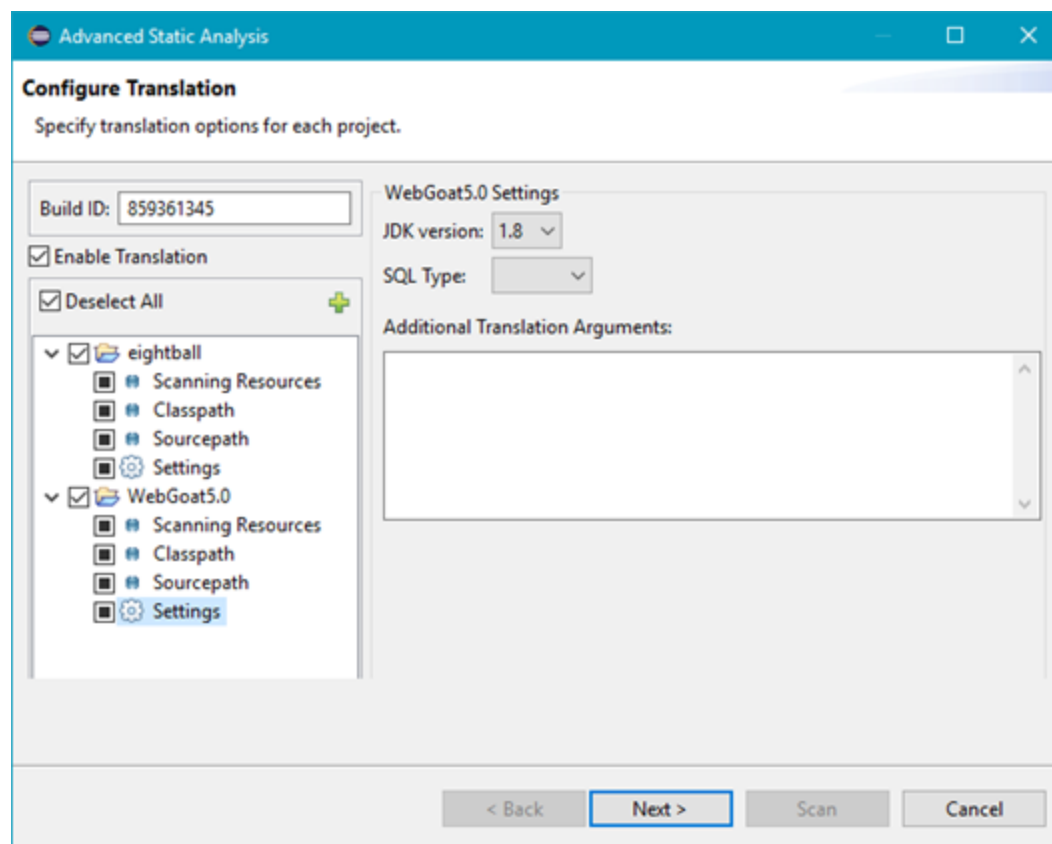 Advanced Static Analysis
Configure Translation
Specify translation options for each project.
Build ID: 859361345
Enable Translation
Deselect All
eightball
Scanning Resources
Classpath
Sourcepath
Settings
WebGoat5.0
Scanning Resources
Classpath
Sourcepath
Settings
WebGoat5.0 Settings
JDK version: 1.8
SQL Type:
Additional Translation Arguments:
< Back Next > Scan Cancel